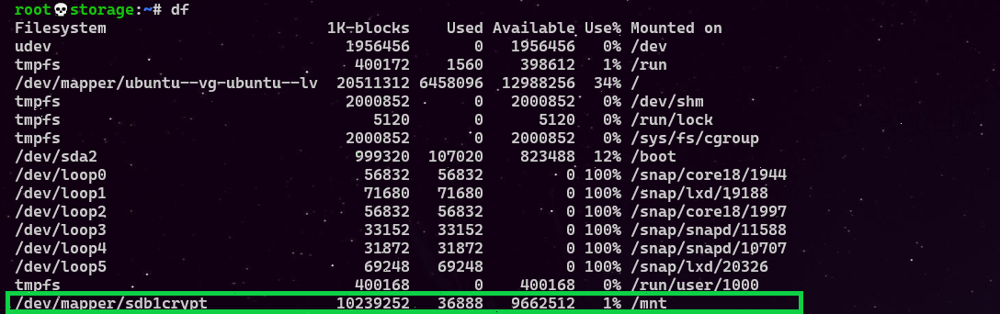 root💀storage:~# df
Filesystem 1K-blocks Used Available Use% Mounted on
udev 1956456 0 1956456 0% /dev
tmpfs 400172 1560 398612 1% /run
/dev/mapper/ubuntu--vg-ubuntu--lv 20511312 6458096 12988256 34% /
tmpfs 2000852 0 2000852 0% /dev/shm
tmpfs 5120 0 5120 0% /run/lock
tmpfs 2000852 0 2000852 0% /sys/fs/cgroup
/dev/sda2 999320 107020 823488 12% /boot
/dev/loop0 56832 56832 0 100% /snap/core18/1944
/dev/loop1 71680 71680 0 100% /snap/lxd/19188
/dev/loop2 56832 56832 0 100% /snap/core18/1997
/dev/loop3 33152 33152 0 100% /snap/snapd/11588
/dev/loop4 31872 31872 0 100% /snap/snapd/10707
/dev/loop5 69248 69248 0 100% /snap/lxd/20326
tmpfs 400168 0 400168 0% /run/user/1000
/dev/mapper/sdb1crypt 10239252 36888 9662512 1% /mnt